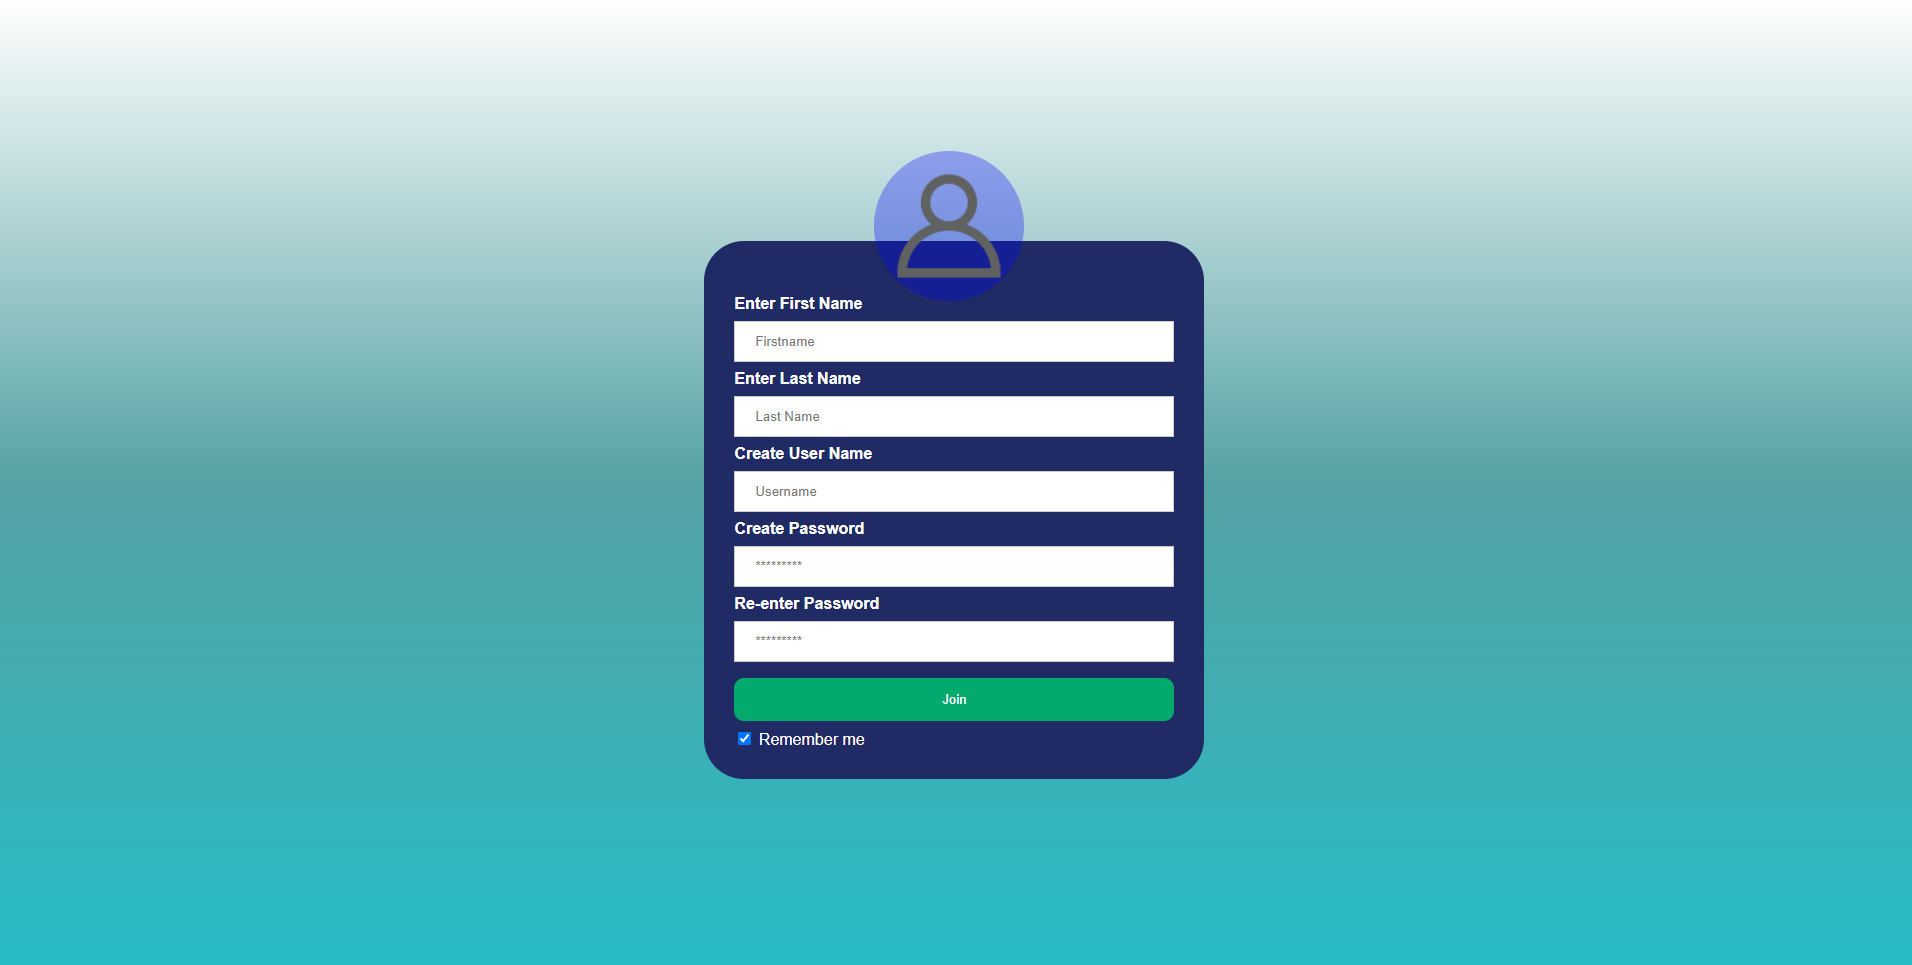 Enter First Name
Firstname
Enter Last Name
Last Name
Create User Name
Username
Create Password
*********
Re-enter Password
*********
Join
Remember me